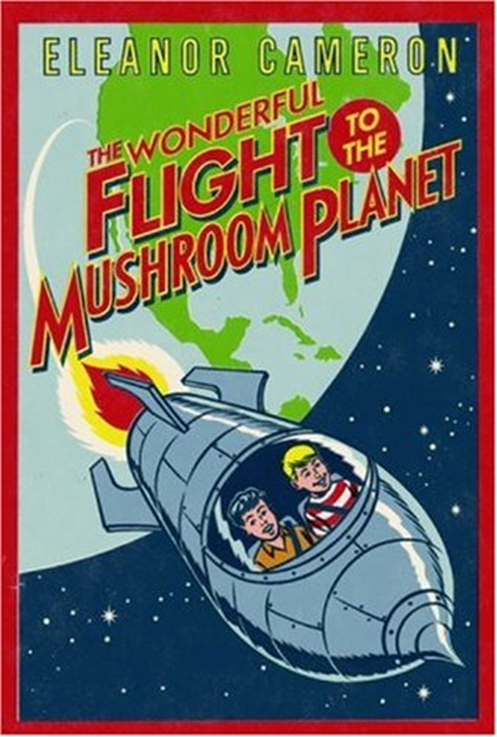 ELEANOR CAMERON
THE WONDERFUL
FLIGHT TO THE
MUSHROOM PLANET